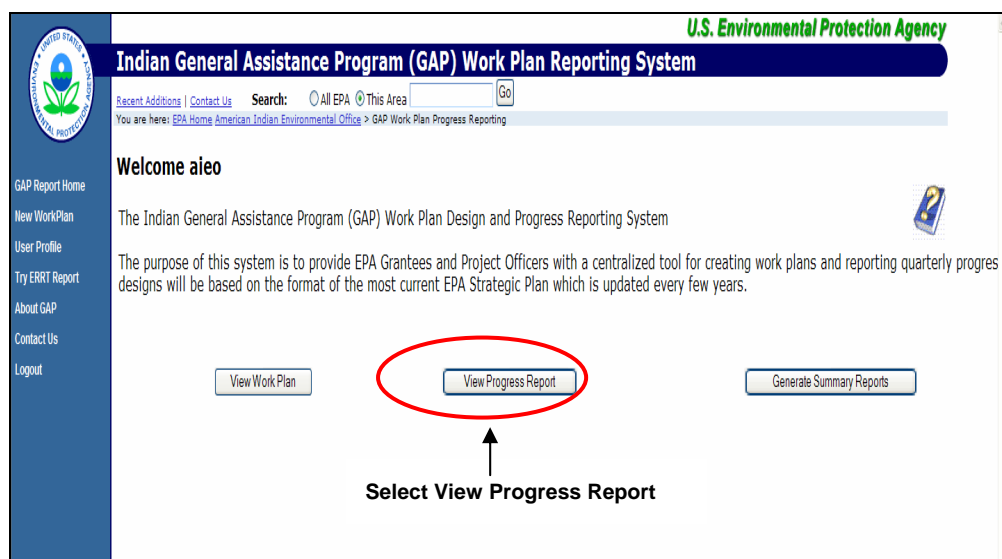 U.S. Environmental Protection Agency
UNITED STATES
ENVIRONMENTAL PROTECTION AGENCY
Indian General Assistance Program (GAP) Work Plan Reporting System
Recent Additions | Contact Us Search: All EPA This Area Go
You are here: EPA Home American Indian Environmental Office > GAP Work Plan Progress Reporting
Welcome aieo
GAP Report Home
New WorkPlan
User Profile
Try ERRT Report
About GAP
Contact Us
Logout
The Indian General Assistance Program (GAP) Work Plan Design and Progress Reporting System
The purpose of this system is to provide EPA Grantees and Project Officers with a centralized tool for creating work plans and reporting quarterly progres
designs will be based on the format of the most current EPA Strategic Plan which is updated every few years.
View Work Plan View Progress Report Generate Summary Reports
Select View Progress Report